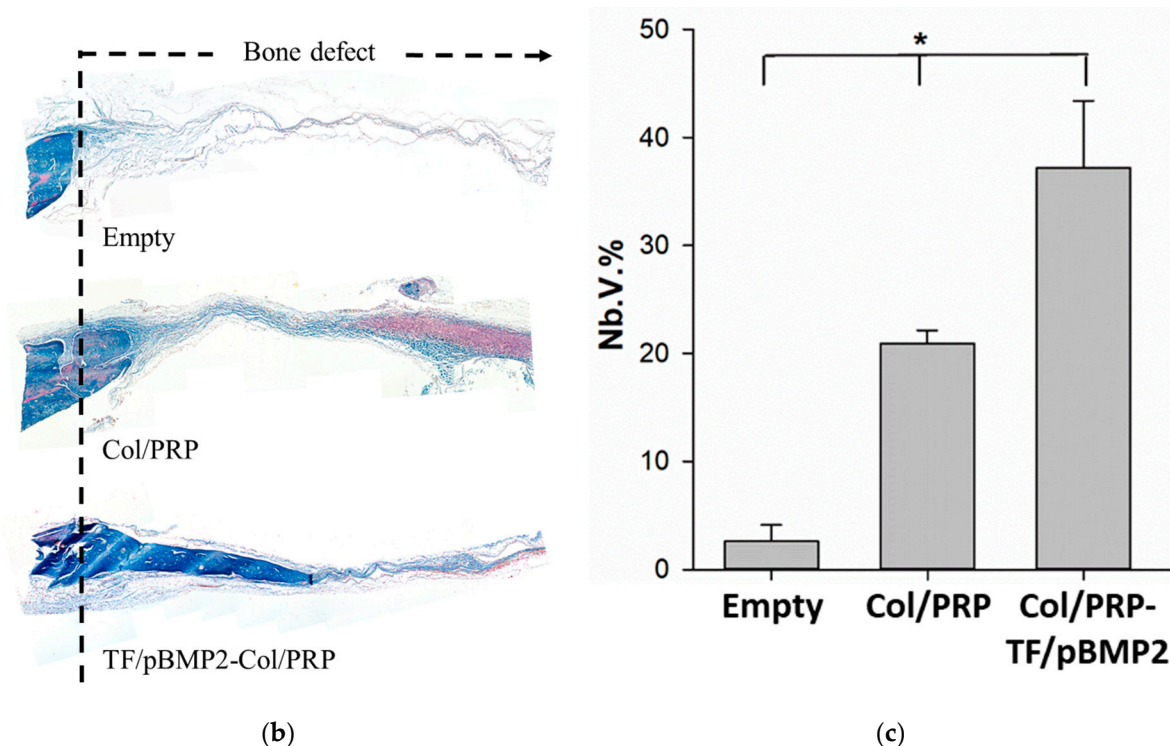 Bone defect
Empty
Col/PRP
TF/pBMP2-Col/PRP
(b)
Nb.V.%
50
40
30
20
10
0
*
Empty
Col/PRP
Col/PRP-
TF/pBMP2
(c)